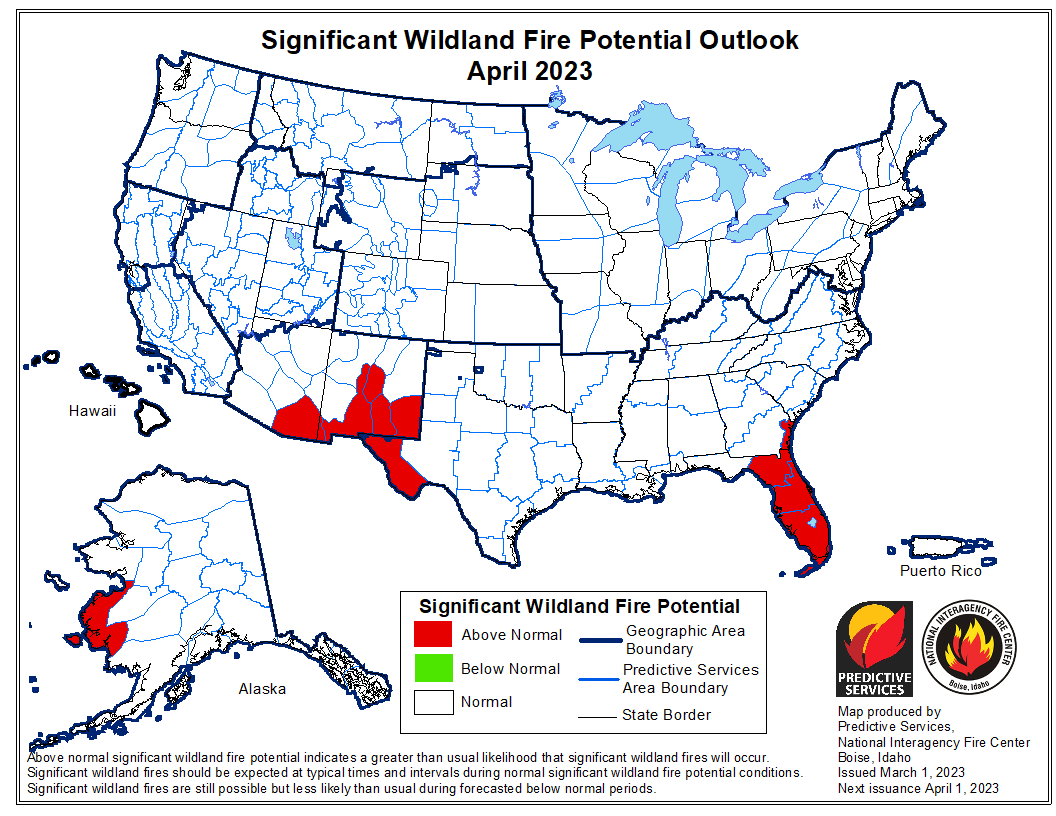 Significant Wildland Fire Potential Outlook
April 2023
Hawaii
Puerto Rico
Alaska
Significant Wildland Fire Potential
Above Normal
Below Normal
Normal
Geographic Area
Boundary
Predictive Services
Area Boundary
State Border
PREDICTIVE
SERVICES
NATIONAL INTERAGENCY FIRE CENTER
Boise, Idaho
Map produced by
Predictive Services,
National Interagency Fire Center
Boise, Idaho
Issued March 1, 2023
Next issuance April 1, 2023
Above normal significant wildland fire potential indicates a greater than usual likelihood that significant wildland fires will occur.
Significant wildland fires should be expected at typical times and intervals during normal significant wildland fire potential conditions.
Significant wildland fires are still possible but less likely than usual during forecasted below normal periods.